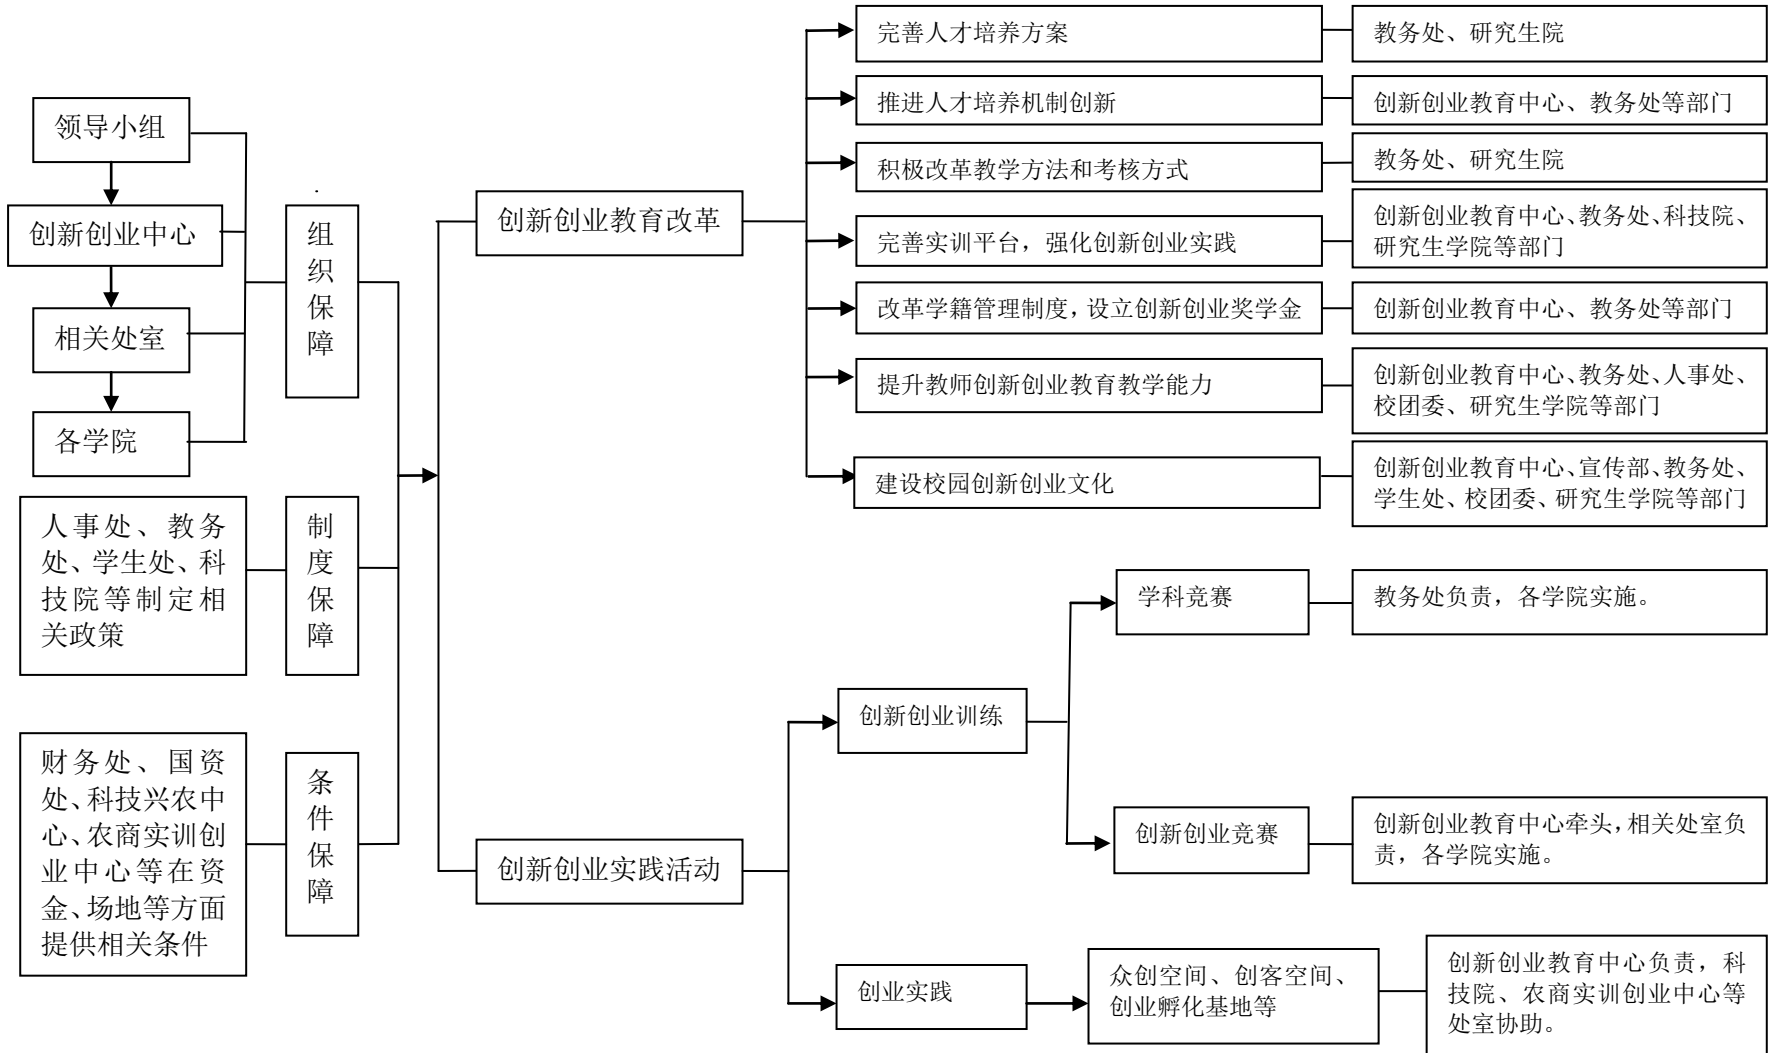 领导小组
创新创业中心
相关处室
各学院
组
织
保
障
人事处、教务
处、学生处、科
技院等制定相
关政策
制
度
保
障
财务处、国资
处、科技兴农中
心、农商实训创
业中心等在资
金、场地等方面
提供相关条件
条
件
保
障
创新创业教育改革
完善人才培养方案
教务处、研究生院
推进人才培养机制创新
创新创业教育中心、教务处等部门
积极改革教学方法和考核方式
教务处、研究生院
完善实训平台，强化创新创业实践
创新创业教育中心、教务处、科技院、
研究生学院等部门
改革学籍管理制度，设立创新创业奖学金
创新创业教育中心、教务处等部门
提升教师创新创业教育教学能力
创新创业教育中心、教务处、人事处、
校团委、研究生学院等部门
建设校园创新创业文化
创新创业教育中心、宣传部、教务处、
学生处、校团委、研究生学院等部门
创新创业实践活动
创新创业训练
学科竞赛
教务处负责，各学院实施。
创新创业竞赛
创新创业教育中心牵头，相关处室负
责，各学院实施。
创业实践
众创空间、创客空间、
创业孵化基地等
创新创业教育中心负责，科
技院、农商实训创业中心等
处室协助。